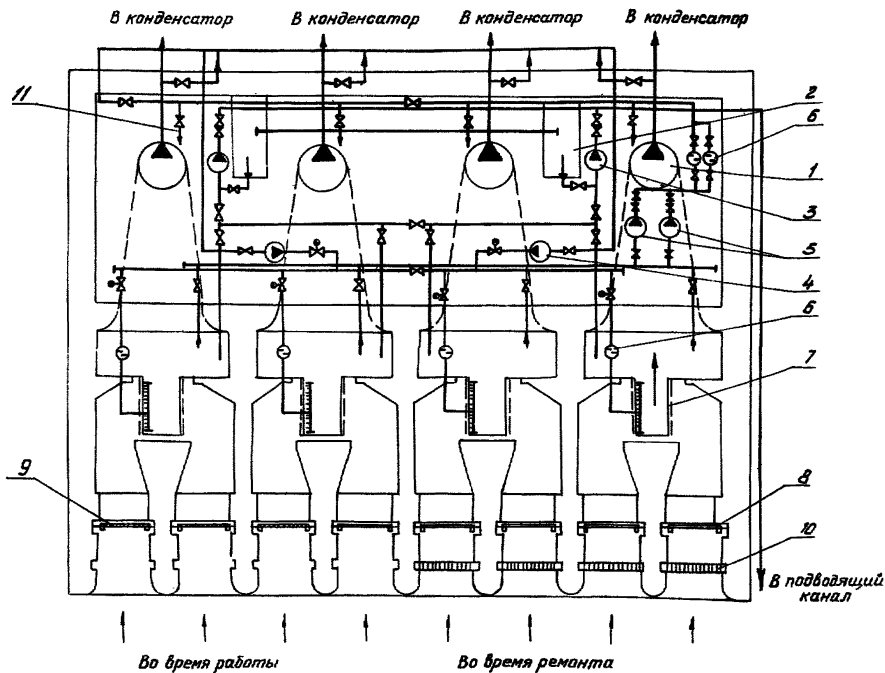 В конденсатор
В конденсатор
В конденсатор
В конденсатор
11
2
6
1
3
5
4
6
7
9
8
10
В подводящий
канал
Во время работы
Во время ремонта